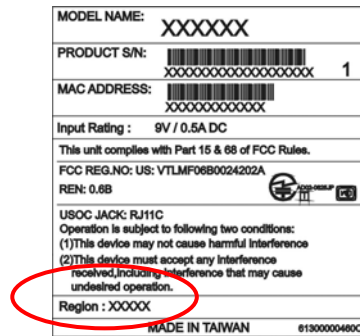 MODEL NAME: XXXXXX
PRODUCT S/N:
XXXXXXXXXXXXXXXXXX 1
MAC ADDRESS:
XXXXXXXXXXXX
Input Rating : 9V / 0.5A DC
This unit complies with Part 15 & 68 of FCC Rules.
FCC REG.NO: US: VTLMF06B0024202A
REN: 0.6B
USOC JACK: RJ11C
Operation is subject to following two conditions:
(1)This device may not cause harmful interference
(2)This device must accept any interference
received,including interference that may cause
undesired operation.
Region : XXXXX
MADE IN TAIWAN